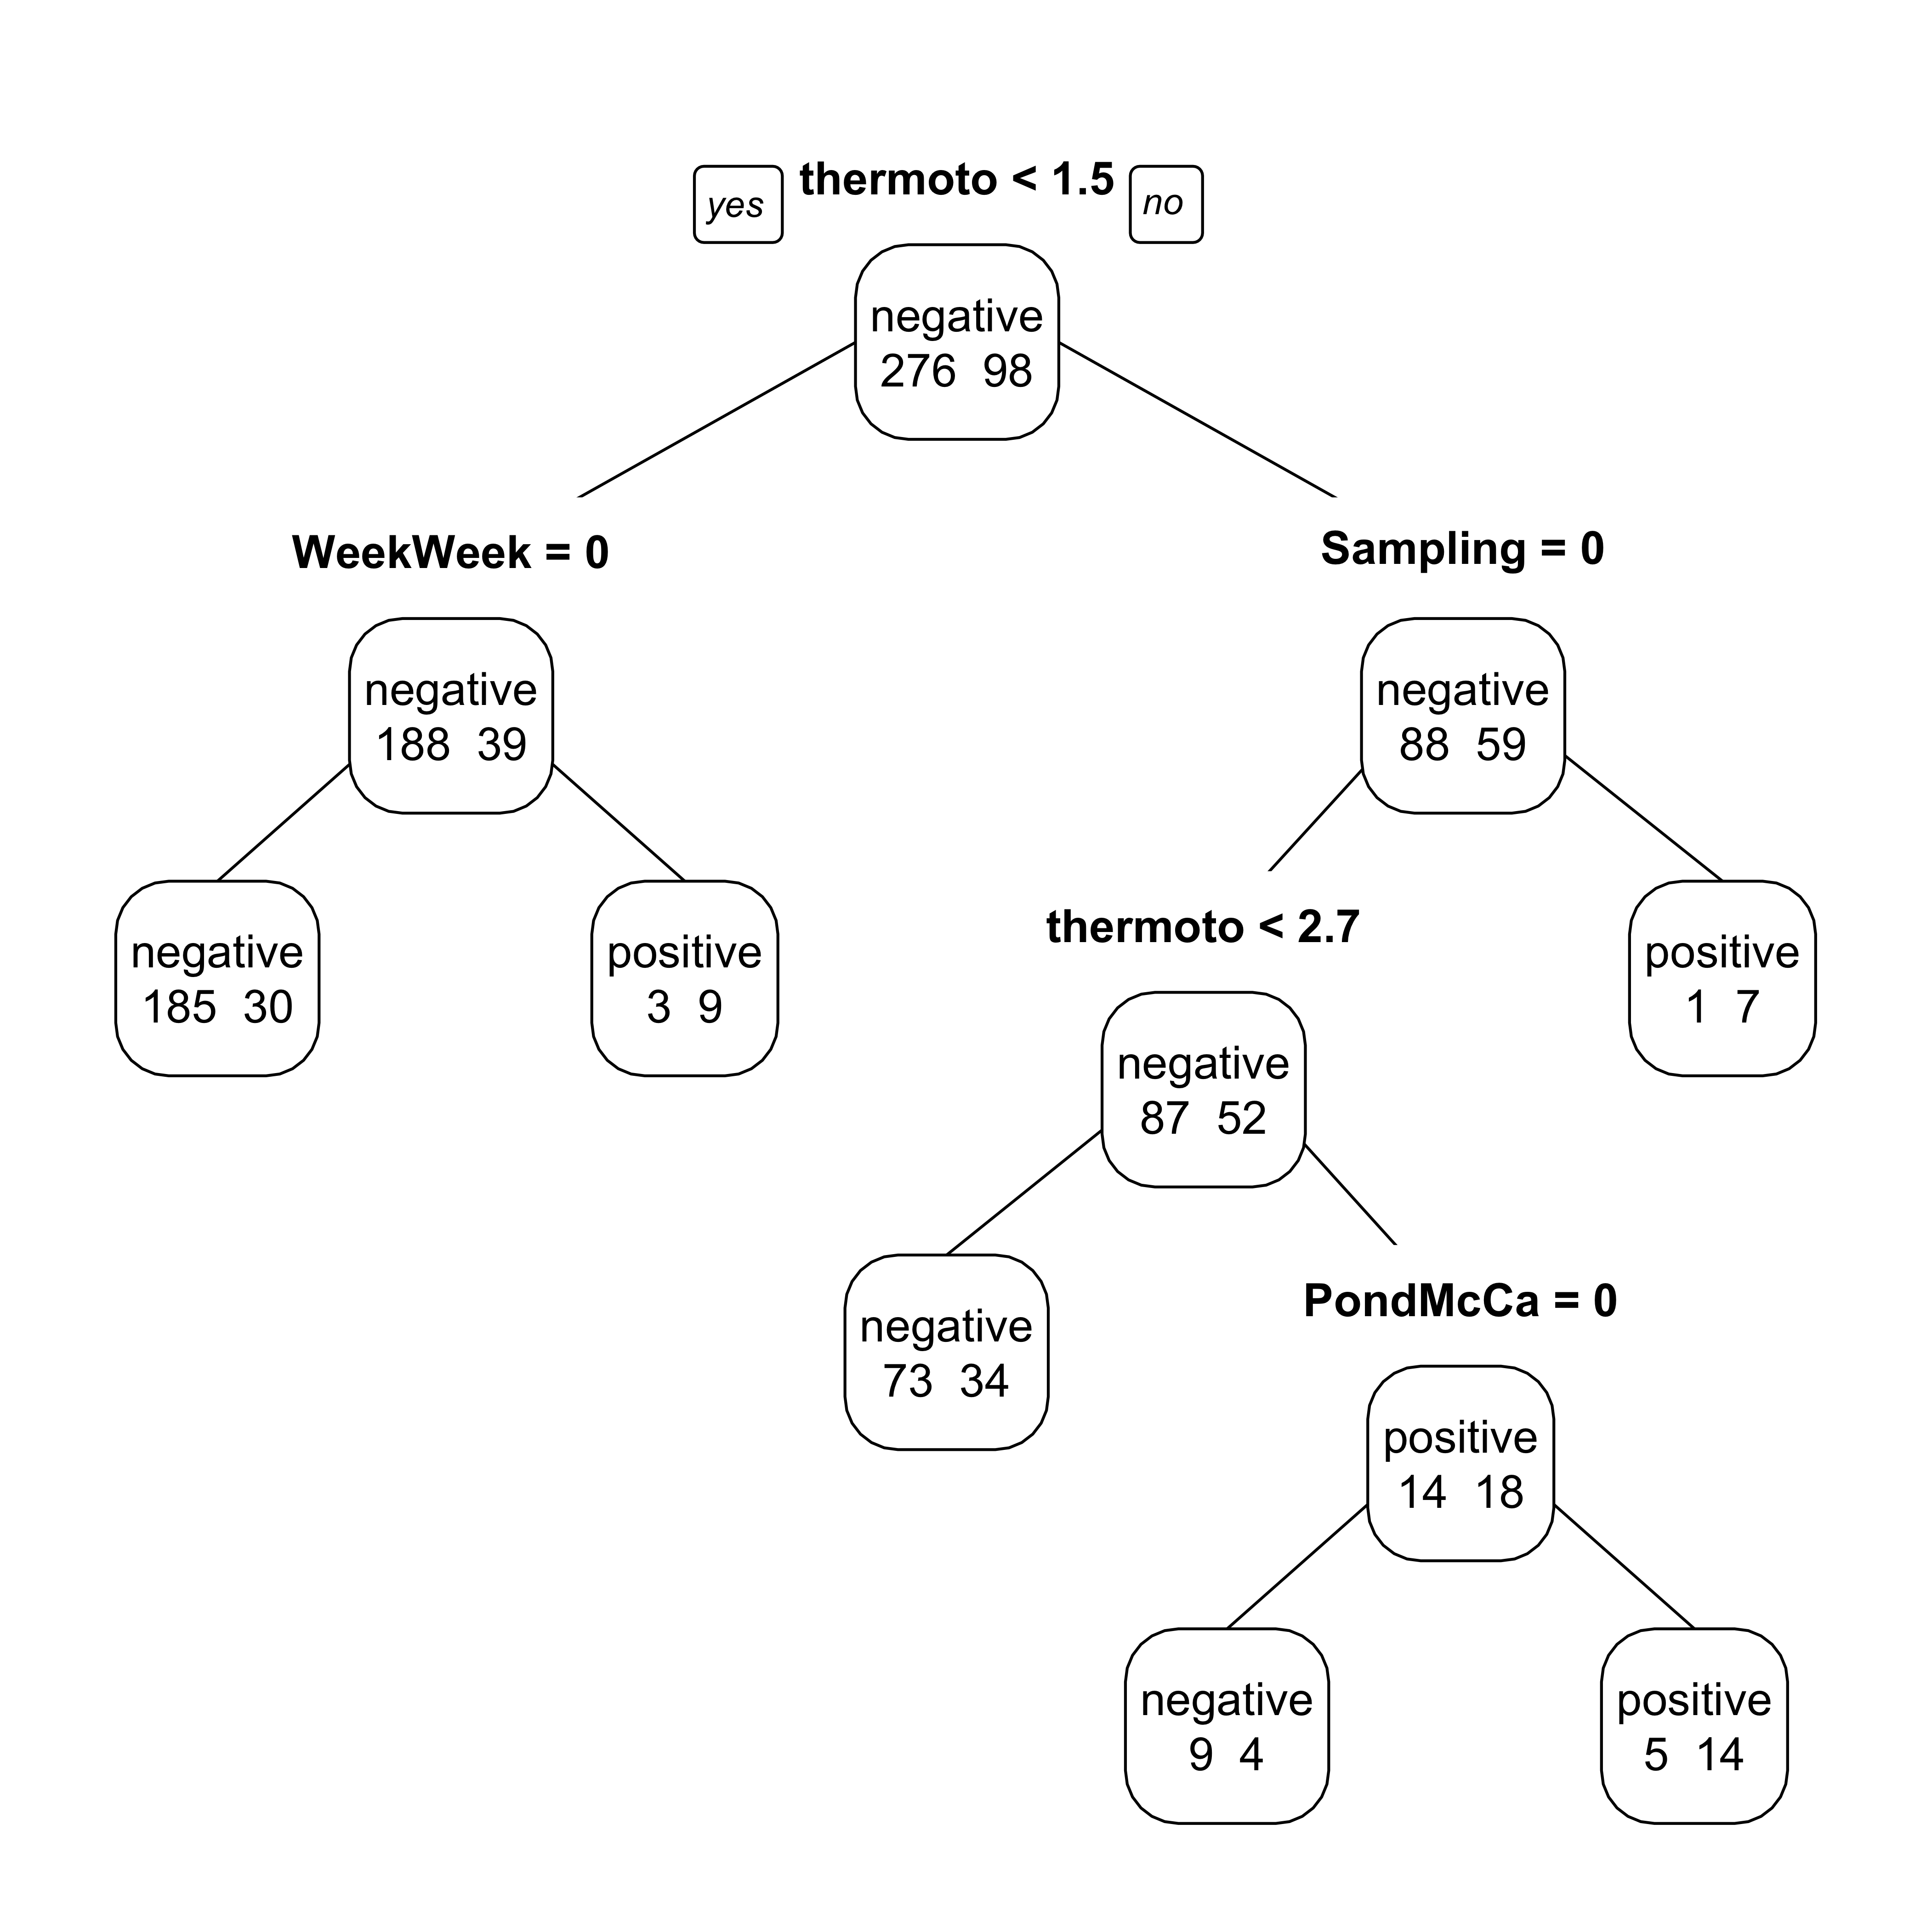 yes thermoto < 1.5 no
negative
276 98
WeekWeek = 0
Sampling = 0
negative
188 39
negative
88 59
negative
185 30
positive
3 9
thermoto < 2.7
positive
1 7
negative
87 52
negative
73 34
PondMcCa = 0
positive
14 18
negative
9 4
positive
5 14